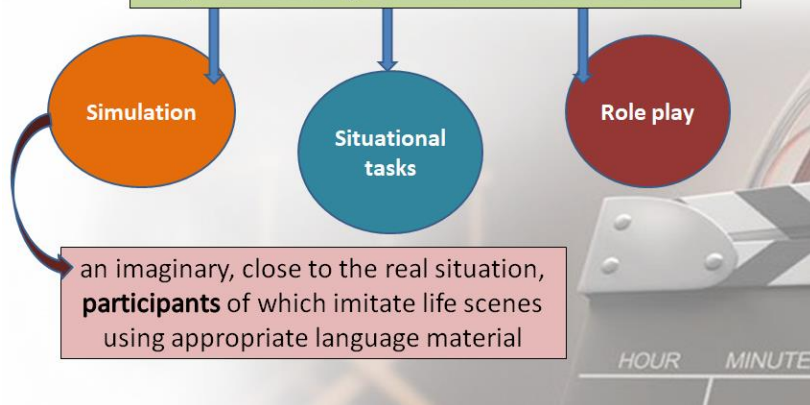 Simulation
Situational
tasks
Role play
an imaginary, close to the real situation,
participants of which imitate life scenes
using appropriate language material
HOUR MINUTE